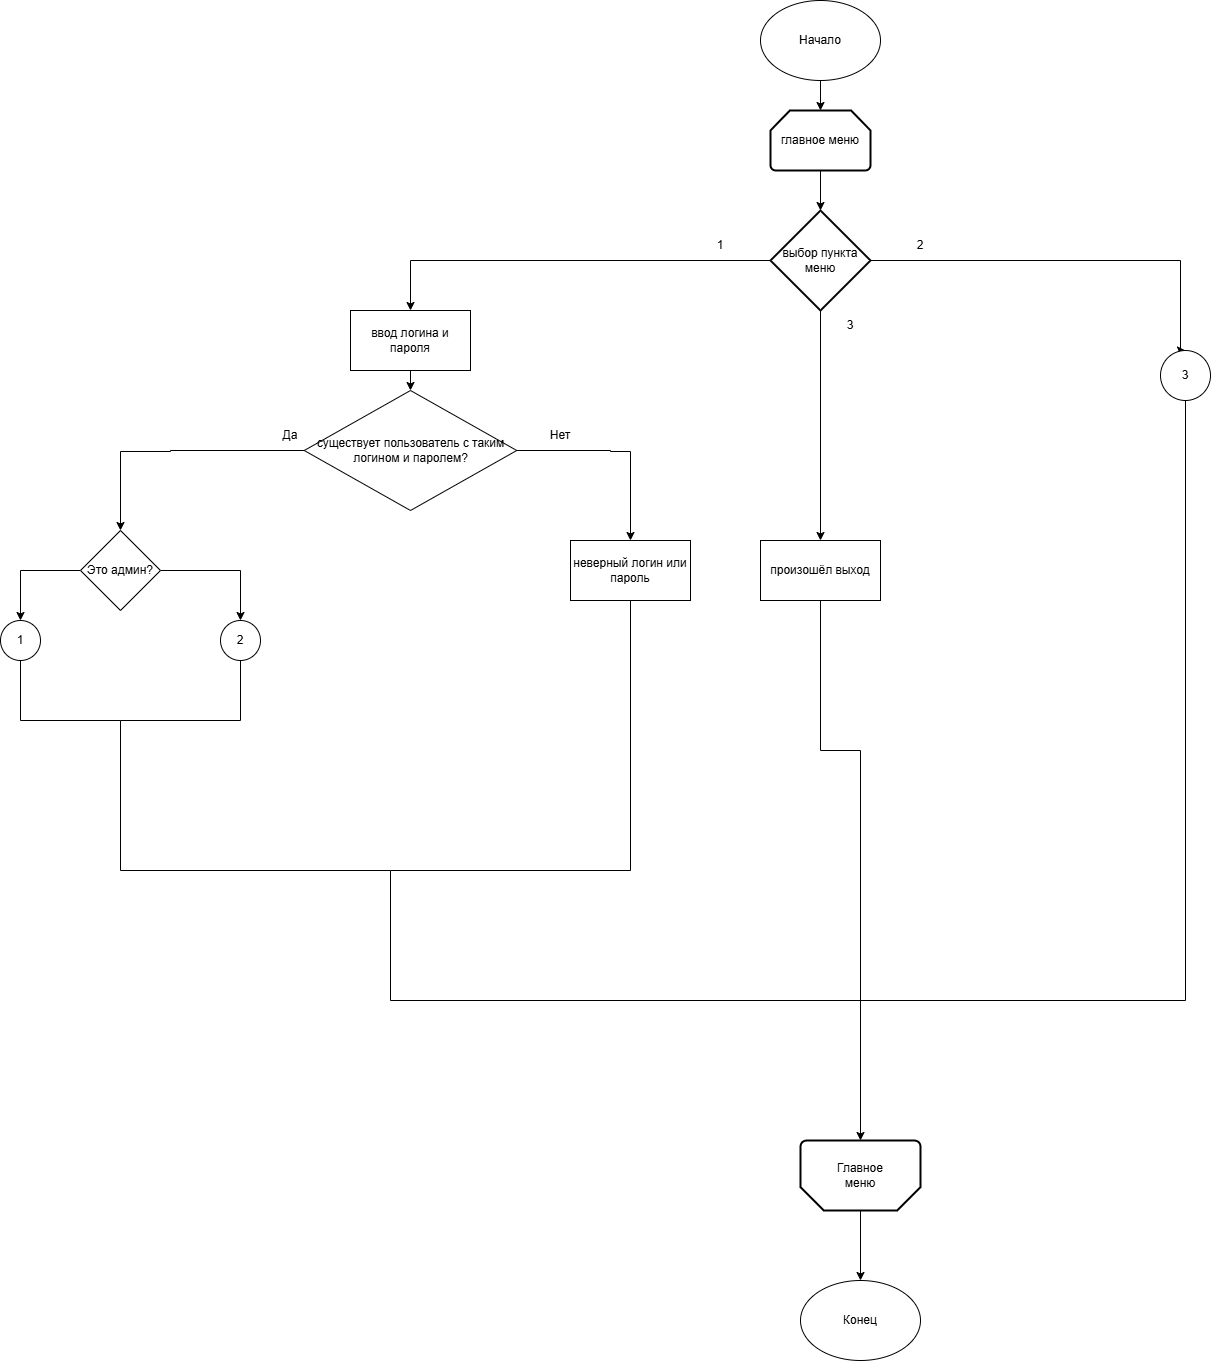 Начало
главное меню
выбор пункта
меню
1
2
3
ввод логина и
пароля
3
существует пользователь с таким
логином и паролем?
Да
Нет
Это админ?
неверный логин или
пароль
произошёл выход
1
2
Главное
меню
Конец